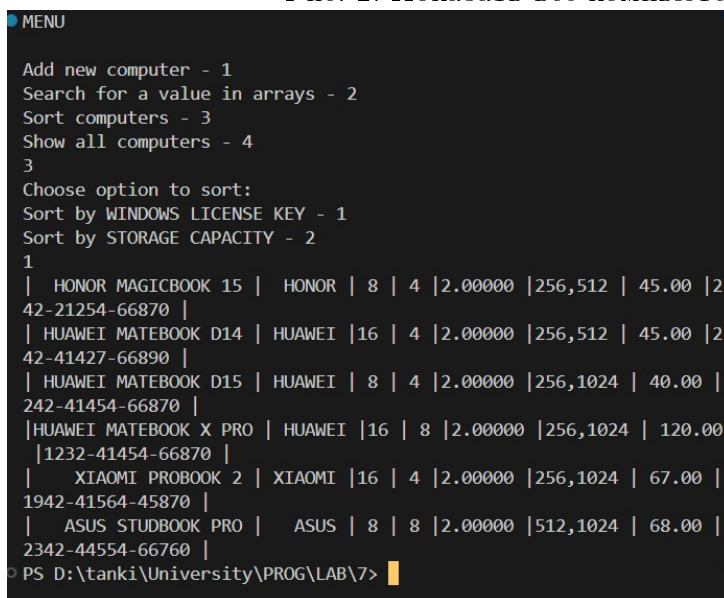 MENU
Add new computer - 1
Search for a value in arrays - 2
Sort computers - 3
Show all computers - 4
3
Choose option to sort:
Sort by WINDOWS LICENSE KEY - 1
Sort by STORAGE CAPACITY - 2
1
|   HONOR MAGICBOOK 15 |   HONOR | 8 | 4 |2.00000 |256,512 | 45.00 |2
42-21254-66870 |
|  HUAWEI MATEBOOK D14 |  HUAWEI |16 | 4 |2.00000 |256,512 | 45.00 |2
42-41427-66890 |
|  HUAWEI MATEBOOK D15 |  HUAWEI | 8 | 4 |2.00000 |256,1024 | 40.00 |
242-41454-66870 |
|HUAWEI MATEBOOK X PRO |  HUAWEI |16 | 8 |2.00000 |256,1024 | 120.00
 |1232-41454-66870 |
|     XIAOMI PROBOOK 2 |  XIAOMI |16 | 4 |2.00000 |256,1024 | 67.00 |
1942-41564-45870 |
|    ASUS STUDBOOK PRO |    ASUS | 8 | 8 |2.00000 |512,1024 | 68.00 |
2342-44554-66760 |
PS D:\tanki\University\PROG\LAB\7>